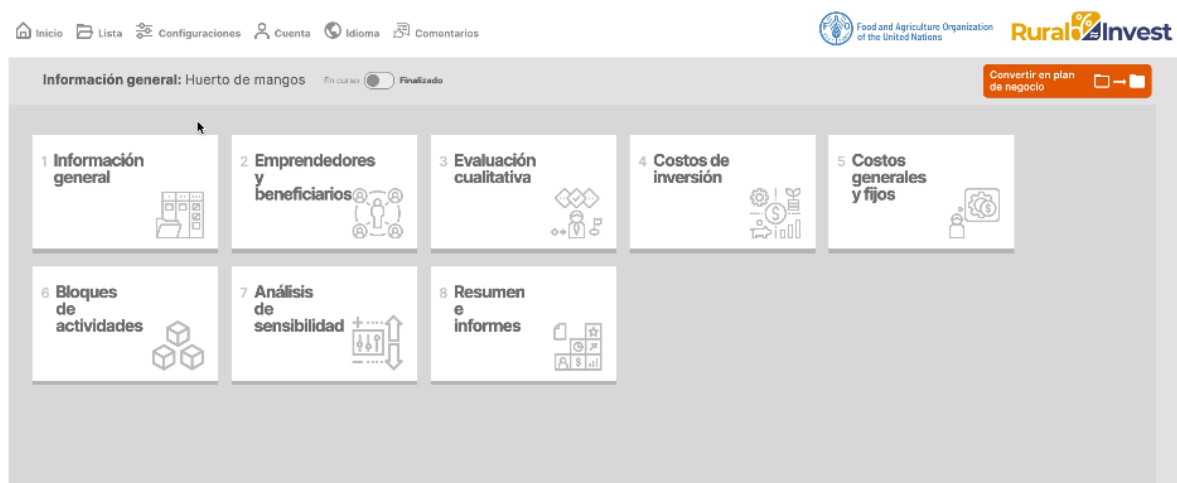 Inicio Lista Configuraciones Cuenta Idioma Comentarios
Food and Agriculture Organization
of the United Nations
Rural Invest
Información general: Huerto de mangos En curso Finalizado
Convertir en plan
de negocio
1 Información
general
2 Emprendedores
y
beneficiarios
3 Evaluación
cualitativa
4 Costos de
inversión
5 Costos
generales
y fijos
6 Bloques
de
actividades
7 Análisis
de
sensibilidad
8 Resumen
e
informes